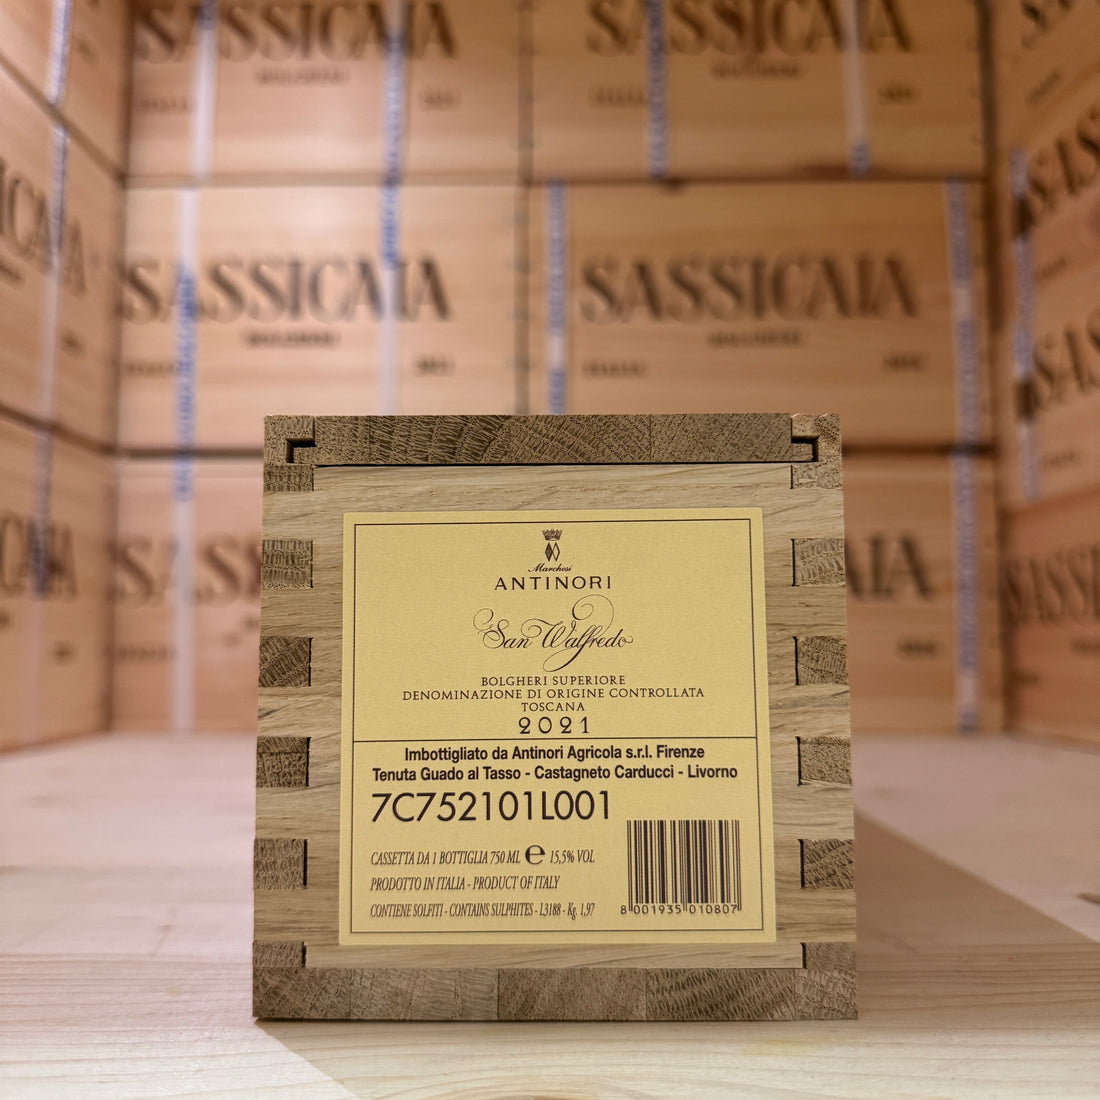 SASSICAIA
SASSICAIA
SASSICAIA
SASSICAIA
Marchesi
ANTINORI
San Walfredo
BOLGHERI SUPERIORE
DENOMINAZIONE DI ORIGINE CONTROLLATA
TOSCANA
2021
Imbottigliato da Antinori Agricola s.r.l. Firenze
Tenuta Guado al Tasso - Castagneto Carducci - Livorno
7C752101L001
CASSETTA DA 1 BOTTIGLIA 750 ML ℮ 15,5% VOL
PRODOTTO IN ITALIA - PRODUCT OF ITALY
CONTIENE SOLFITI - CONTAINS SULPHITES - L3188 - Kg. 1,97
8 001935 010807